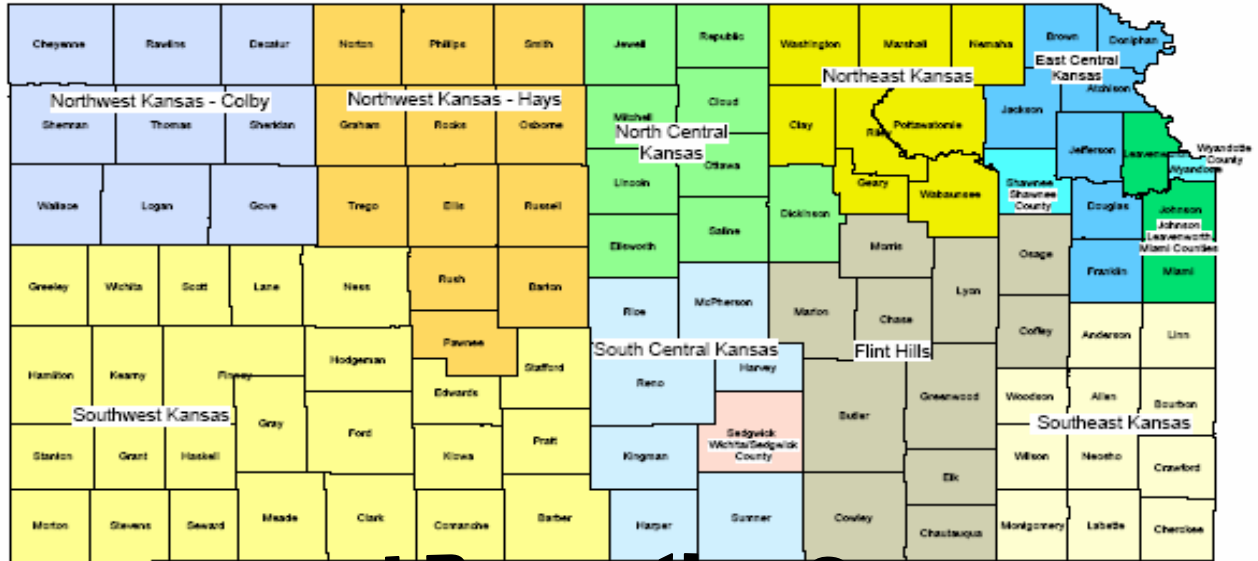 Cheyenne Rawlins Decatur Norton Phillips Smith Jewell Republic Washington Marshall Nemaha Brown Doniphan
Northwest Kansas - Colby
Northwest Kansas - Hays
North Central
Kansas
Northeast Kansas
East Central
Kansas
Atchison
Sherman Thomas Sheridan Graham Rooks Osborne Mitchell Cloud Clay Riley Pottawatomie Jackson
Jefferson Leavenworth Wyandotte
Wyandotte
County
Lincoln Ottawa Geary Wabaunsee Shawnee
Shawnee
County
Wallace Logan Gove Trego Ellis Russell Ellsworth Saline Dickinson Douglas Johnson
Johnson
Leavenworth
Miami Counties
Morris Osage Franklin Miami
Greeley Wichita Scott Lane Ness Rush Barton Rice McPherson Marion Chase Lyon Coffey Anderson Linn
Hamilton Kearny Finney Hodgeman Pawnee Stafford
South Central Kansas
Flint Hills
Edwards Reno Harvey Butler Greenwood Woodson Allen Bourbon
Southwest Kansas
Southeast Kansas
Gray Ford Kiowa Pratt Kingman Sedgwick
Wichita/Sedgwick
County
Stanton Grant Haskell Elk Wilson Neosho Crawford
Morton Stevens Seward Meade Clark Comanche Barber Harper Sumner Cowley Chautauqua Montgomery Labette Cherokee